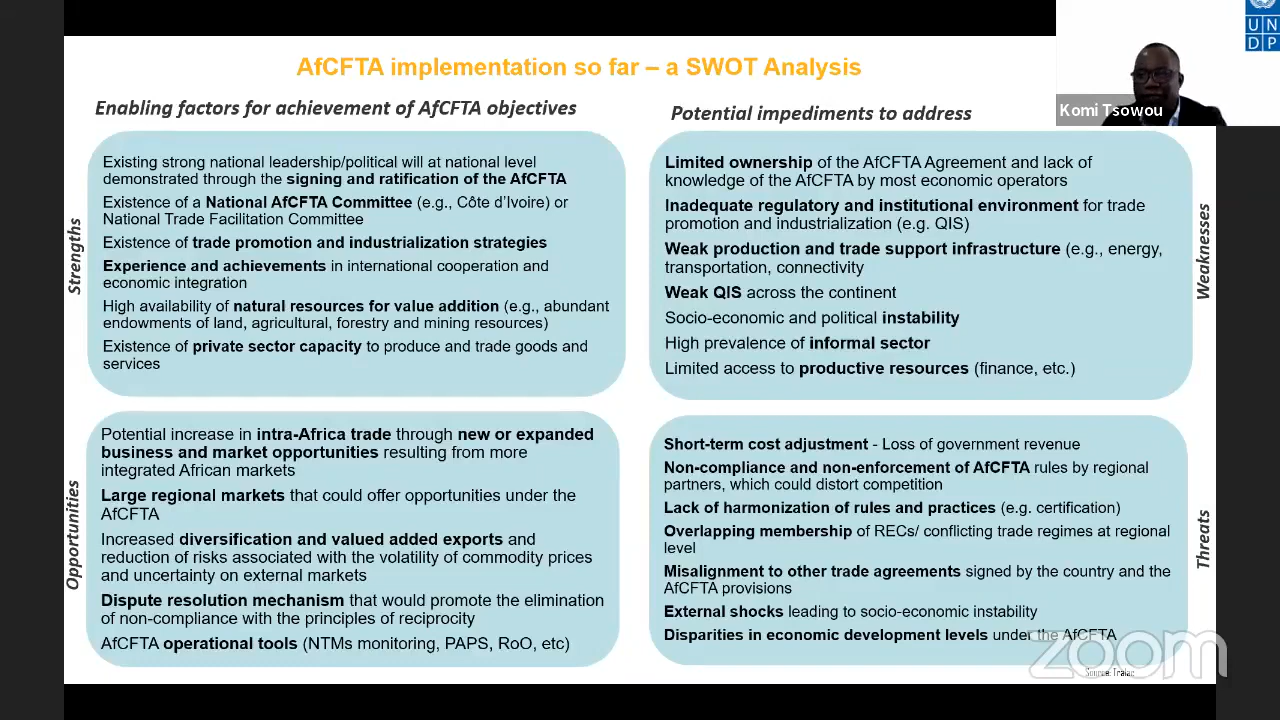 AfCFTA implementation so far – a SWOT Analysis
UN
DP
Komi Tsowou
Enabling factors for achievement of AfCFTA objectives
Strengths
Existing strong national leadership/political will at national level
demonstrated through the signing and ratification of the AfCFTA
Existence of a National AfCFTA Committee (e.g., Côte d’Ivoire) or
National Trade Facilitation Committee
Existence of trade promotion and industrialization strategies
Experience and achievements in international cooperation and
economic integration
High availability of natural resources for value addition (e.g., abundant
endowments of land, agricultural, forestry and mining resources)
Existence of private sector capacity to produce and trade goods and
services
Potential impediments to address
Limited ownership of the AfCFTA Agreement and lack of
knowledge of the AfCFTA by most economic operators
Inadequate regulatory and institutional environment for trade
promotion and industrialization (e.g. QIS)
Weak production and trade support infrastructure (e.g., energy,
transportation, connectivity
Weak QIS across the continent
Socio-economic and political instability
High prevalence of informal sector
Limited access to productive resources (finance, etc.)
Weaknesses
Opportunities
Potential increase in intra-Africa trade through new or expanded
business and market opportunities resulting from more
integrated African markets
Large regional markets that could offer opportunities under the
AfCFTA
Increased diversification and valued added exports and
reduction of risks associated with the volatility of commodity prices
and uncertainty on external markets
Dispute resolution mechanism that would promote the elimination
of non-compliance with the principles of reciprocity
AfCFTA operational tools (NTMs monitoring, PAPS, RoO, etc)
Short-term cost adjustment - Loss of government revenue
Non-compliance and non-enforcement of AfCFTA rules by regional
partners, which could distort competition
Lack of harmonization of rules and practices (e.g. certification)
Overlapping membership of RECs/ conflicting trade regimes at regional
level
Misalignment to other trade agreements signed by the country and the
AfCFTA provisions
External shocks leading to socio-economic instability
Disparities in economic development levels under the AfCFTA
Threats
zoom
Source: Tralac